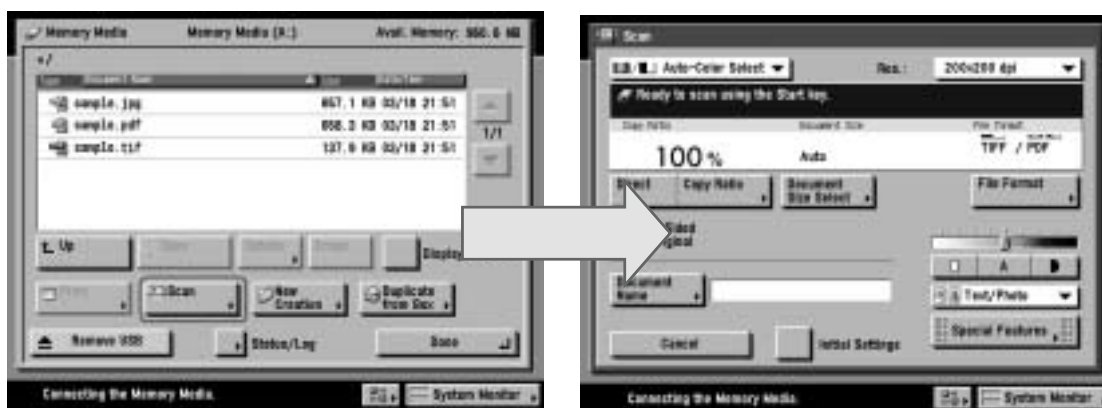 Memory Media Memory Media (A:) Avail. Memory: 960.6 MB
</
sample.jpg 857.1 KB 03/18 21:51
sample.pdf 858.3 KB 03/18 21:51
sample.tif 137.9 KB 03/18 21:51
1/1
Up
Display
Scan New Creation Duplicate from Box
Remove USB Status/Log Done
Connecting the Memory Media. System Monitor
Scan
Auto-Color Select Res.: 200x200 dpi
Ready to scan using the Start key.
Copy Ratio Document Size File Format
100 % Auto TIFF / PDF
Direct Copy Ratio Document Size Select File Format
Sided
A
Document Name Text/Photo
Special Features
Cancel Initial Settings
Connecting the Memory Media. System Monitor